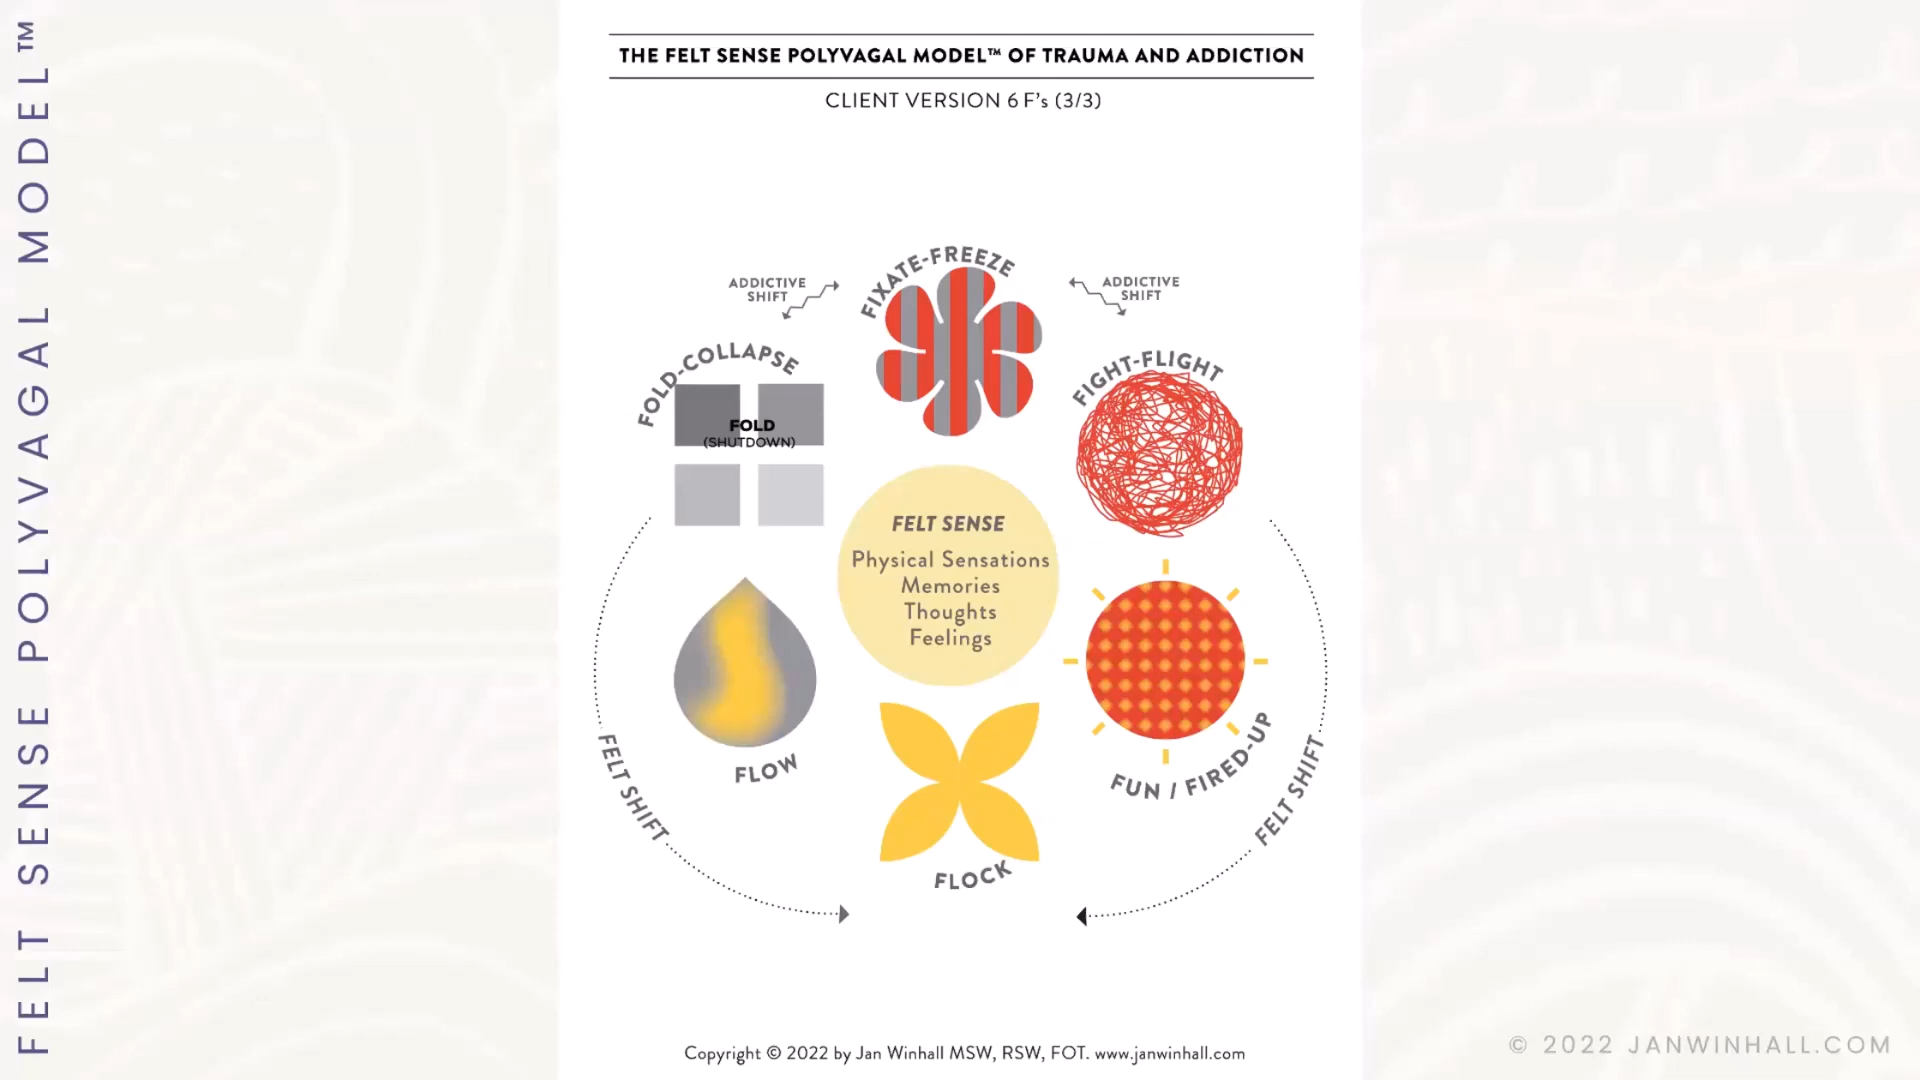 FELT SENSE POLYVAGAL MODEL™
THE FELT SENSE POLYVAGAL MODEL™ OF TRAUMA AND ADDICTION
CLIENT VERSION 6 F's (3/3)
FIXATE-FREEZE
ADDICTIVE
SHIFT
ADDICTIVE
SHIFT
FOLD-COLLAPSE
FOLD
(SHUTDOWN)
FIGHT-FLIGHT
FELT SENSE
Physical Sensations
Memories
Thoughts
Feelings
FLOW
FUN / FIRED-UP
FELT SHIFT
FELT SHIFT
FLOCK
Copyright © 2022 by Jan Winhall MSW, RSW, FOT. www.janwinhall.com
© 2022 JANWINHALL.COM